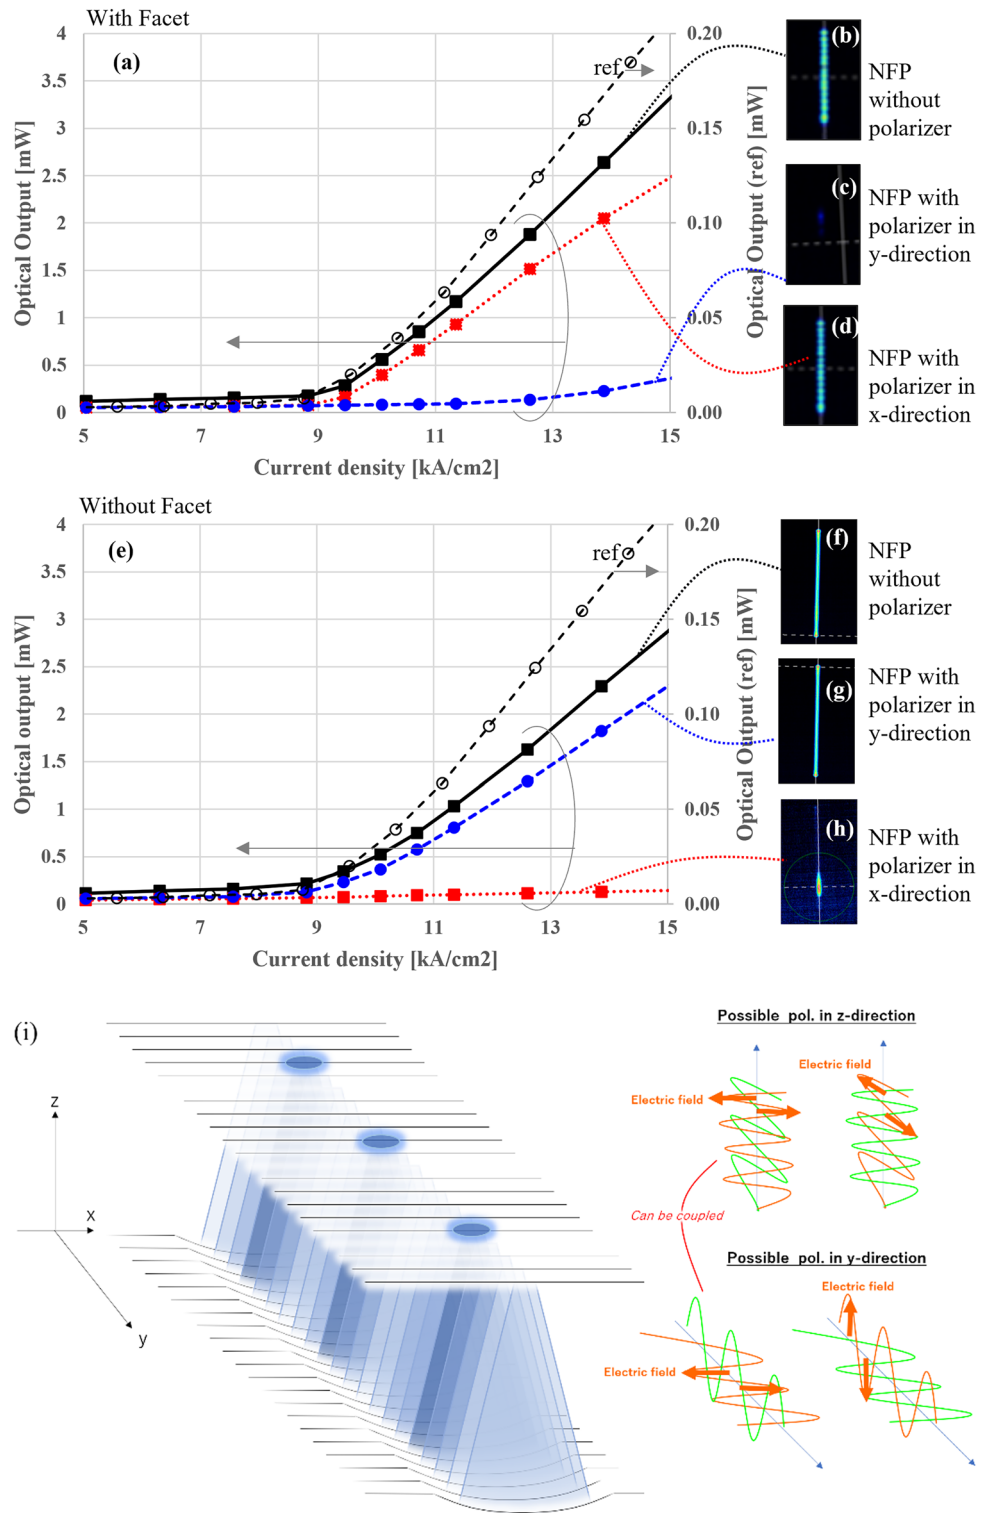 With Facet
(a)
4
3.5
3
2.5
2
1.5
1
0.5
0
Optical Output [mW]
5
7
9
11
13
15
Current density [kA/cm2]
ref
0.20
0.15
0.10
0.05
0.00
Optical Output (ref) [mW]
(b)
NFP
without
polarizer
(c)
NFP with
polarizer in
y-direction
(d)
NFP with
polarizer in
x-direction
Without Facet
(e)
4
3.5
3
2.5
2
1.5
1
0.5
0
Optical output [mW]
5
7
9
11
13
15
Current density [kA/cm2]
ref
0.20
0.15
0.10
0.05
0.00
Optical Output (ref) [mW]
(f)
NFP
without
polarizer
(g)
NFP with
polarizer in
y-direction
(h)
NFP with
polarizer in
x-direction
(i)
z
x
y
Possible pol. in z-direction
Electric field
Electric field
Can be coupled
Possible pol. in y-direction
Electric field
Electric field